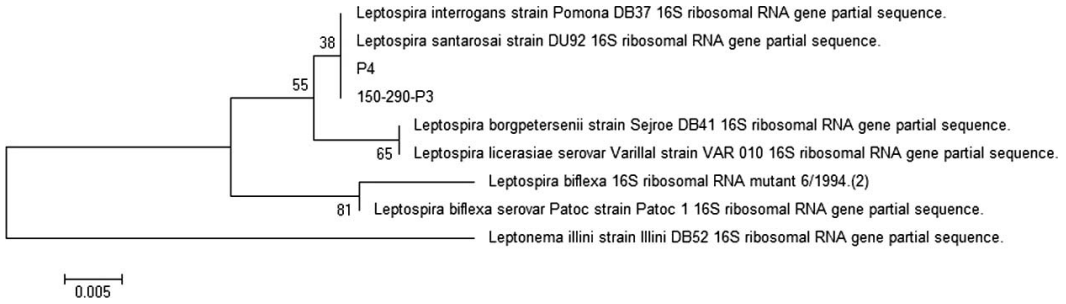 Leptospira interrogans strain Pomona DB37 16S ribosomal RNA gene partial sequence.
38
Leptospira santarosai strain DU92 16S ribosomal RNA gene partial sequence.
P4
55
150-290-P3
Leptospira borgpetersenii strain Sejroe DB41 16S ribosomal RNA gene partial sequence.
65
Leptospira licerasiae serovar Varillal strain VAR 010 16S ribosomal RNA gene partial sequence.
Leptospira biflexa 16S ribosomal RNA mutant 6/1994.(2)
81
Leptospira biflexa serovar Patoc strain Patoc 1 16S ribosomal RNA gene partial sequence.
Leptonema illini strain Illini DB52 16S ribosomal RNA gene partial sequence.
0.005